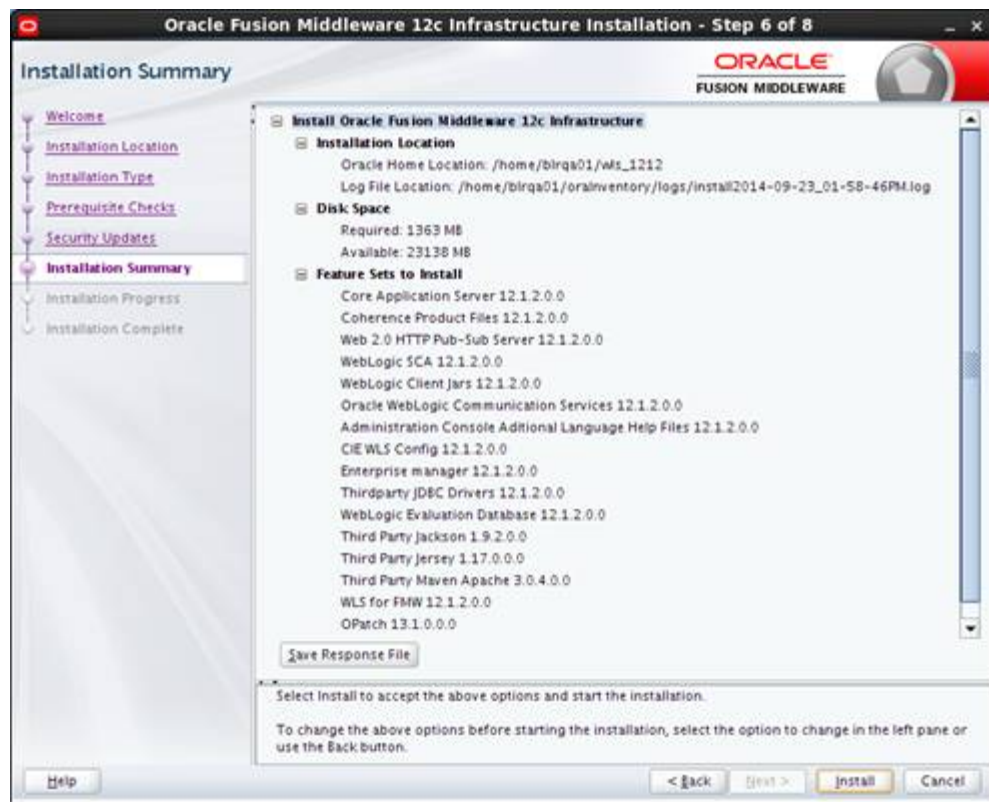 Oracle Fusion Middleware 12c Infrastructure Installation - Step 6 of 8
Installation Summary
ORACLE
FUSION MIDDLEWARE
Welcome
Installation Location
Installation Type
Prerequisite Checks
Security Updates
Installation Summary
Installation Progress
Installation Complete
Install Oracle Fusion Middleware 12c Infrastructure
Installation Location
Oracle Home Location: /home/blrqa01/wls_1212
Log File Location: /home/blrqa01/oraInventory/logs/install2014-09-23_01-58-46PM.log
Disk Space
Required: 1363 MB
Available: 23138 MB
Feature Sets to Install
Core Application Server 12.1.2.0.0
Coherence Product Files 12.1.2.0.0
Web 2.0 HTTP Pub-Sub Server 12.1.2.0.0
WebLogic SCA 12.1.2.0.0
WebLogic Client Jars 12.1.2.0.0
Oracle WebLogic Communication Services 12.1.2.0.0
Administration Console Aditional Language Help Files 12.1.2.0.0
CIE WLS Config 12.1.2.0.0
Enterprise manager 12.1.2.0.0
Thirdparty JDBC Drivers 12.1.2.0.0
WebLogic Evaluation Database 12.1.2.0.0
Third Party Jackson 1.9.2.0.0
Third Party Jersey 1.17.0.0.0
Third Party Maven Apache 3.0.4.0.0
WLS for FMW 12.1.2.0.0
OPatch 13.1.0.0.0
Save Response File
Select Install to accept the above options and start the installation.
To change the above options before starting the installation, select the option to change in the left pane or
use the Back button.
Help
< Back
Next >
Install
Cancel